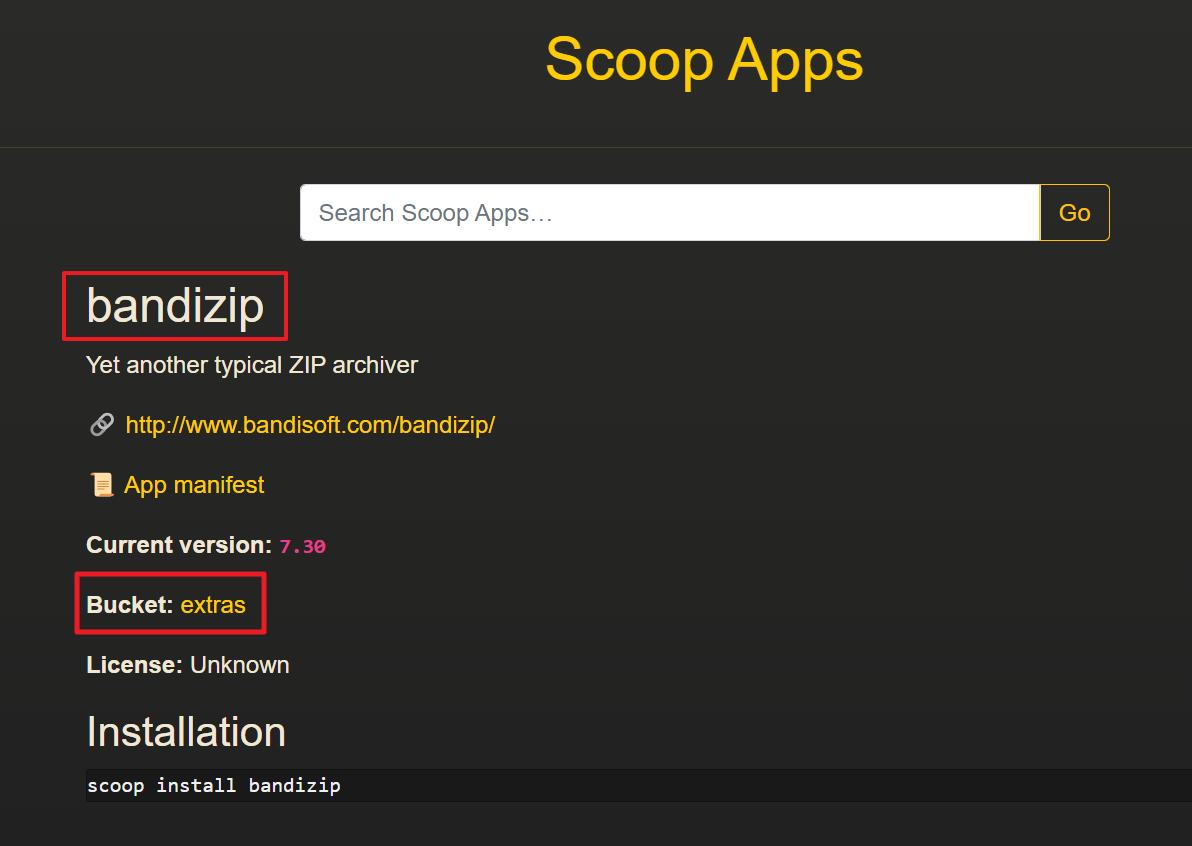 Scoop Apps
Search Scoop Apps…
Go
bandizip
Yet another typical ZIP archiver
http://www.bandisoft.com/bandizip/
App manifest
Current version: 7.30
Bucket: extras
License: Unknown
Installation
scoop install bandizip